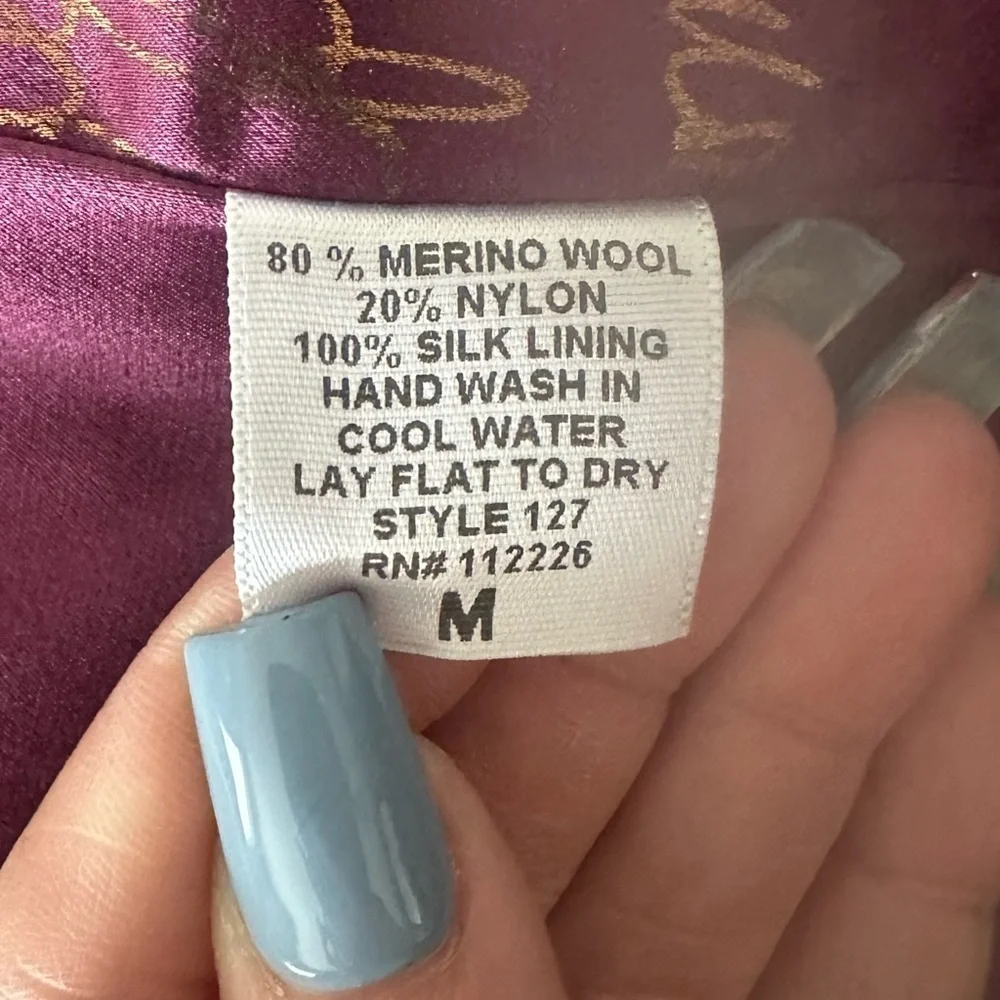 80 % MERINO WOOL
20% NYLON
100% SILK LINING
HAND WASH IN
COOL WATER
LAY FLAT TO DRY
STYLE 127
RN# 112226
M